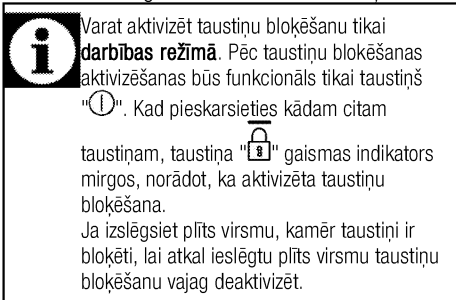 Varat aktivizēt taustiņu bloķēšanu tikai
darbības režīmā. Pēc taustiņu bloķēšanas
aktivizēšanas būs funkcionāls tikai taustiņš
"". Kad pieskarsieties kādam citam
taustiņam, taustiņa "" gaismas indikators
mirgos, norādot, ka aktivizēta taustiņu
bloķēšana.
Ja izslēgsiet plīts virsmu, kamēr taustiņi ir
bloķēti, lai atkal ieslēgtu plīts virsmu taustiņu
bloķēšanu vajag deaktivizēt.